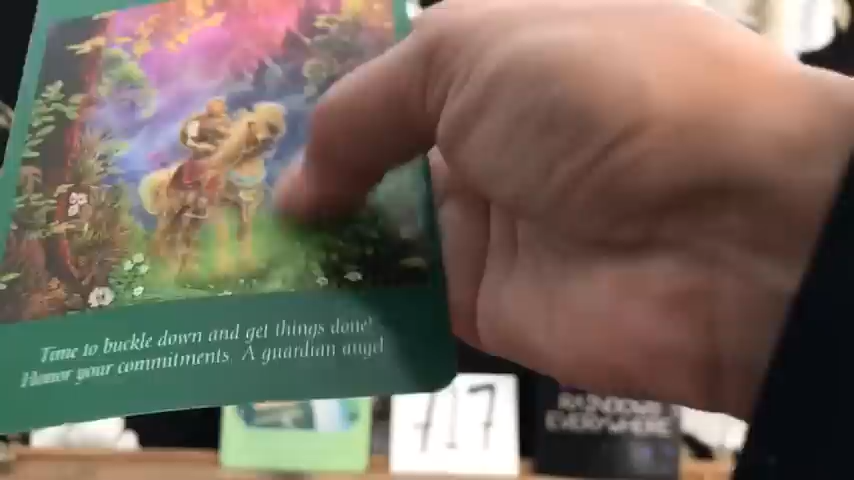 Time to buckle down and get things done!
Honor your commitments. A guardian angel
717
RAINBOWS
EVERYWHERE